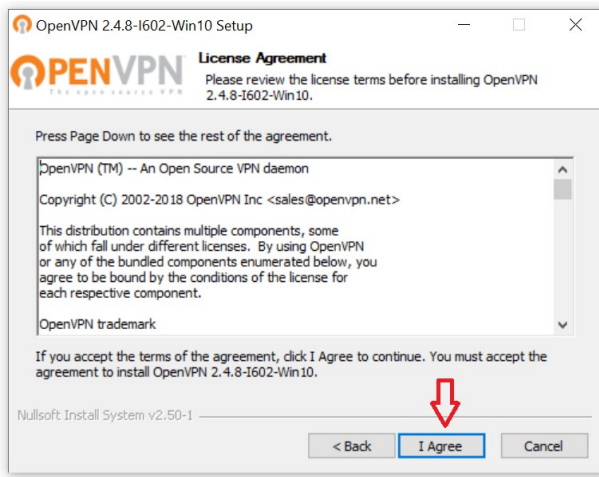 OpenVPN 2.4.8-I602-Win10 Setup
OPENVPN
The open source VPN
License Agreement
Please review the license terms before installing OpenVPN
2.4.8-I602-Win10.
Press Page Down to see the rest of the agreement.
OpenVPN (TM) -- An Open Source VPN daemon
Copyright (C) 2002-2018 OpenVPN Inc <sales@openvpn.net>
This distribution contains multiple components, some
of which fall under different licenses.  By using OpenVPN
or any of the bundled components enumerated below, you
agree to be bound by the conditions of the license for
each respective component.
OpenVPN trademark
If you accept the terms of the agreement, click I Agree to continue. You must accept the
agreement to install OpenVPN 2.4.8-I602-Win10.
Nullsoft Install System v2.50-1
< Back
I Agree
Cancel